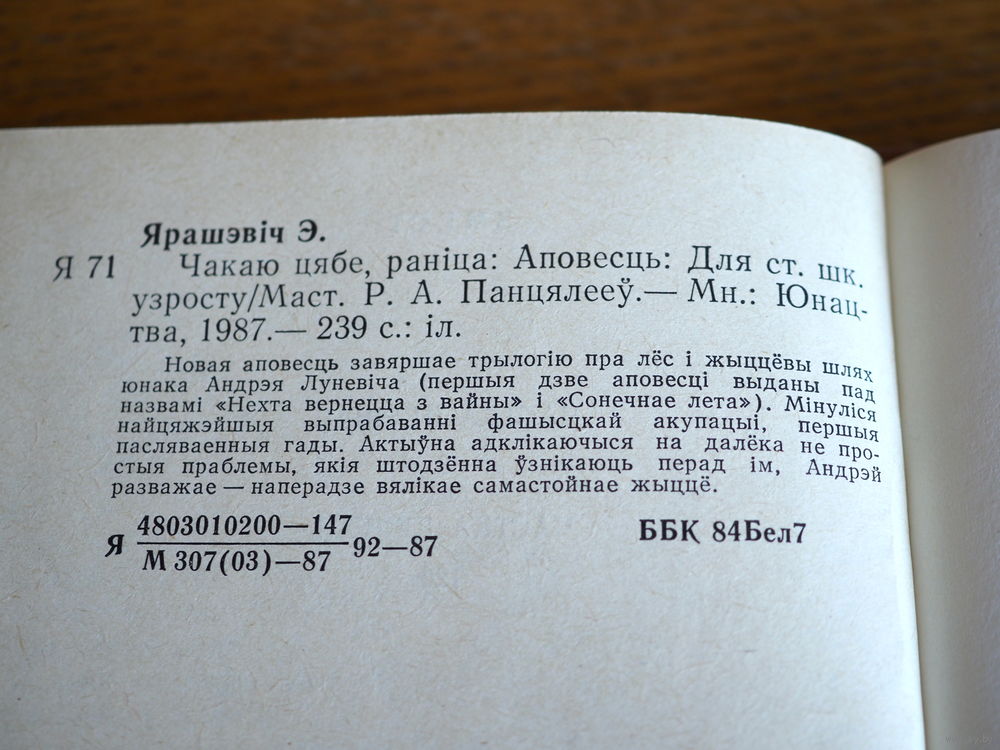 Ярашэвіч Э.
Я 71 Чакаю цябе, раніца: Аповесць: Для ст. шк.
узросту/Маст. Р. А. Панцялееў.— Мн.: Юнац-
тва, 1987.— 239 с.: іл.
Новая аповесць завяршае трылогію пра лёс і жыццёвы шлях
юнака Андрэя Луневіча (першыя дзве аповесці выданы пад
назвамі «Нехта вернецца з вайны» і «Сонечнае лета»). Мінуліся
найцяжэйшыя выпрабаванні фашысцкай акупацыі, першыя
пасляваенныя гады. Актыўна адклікаючыся на далёка не про-
стыя праблемы, якія штодзённа ўзнікаюць перад ім, Андрэй
разважае — наперадзе вялікае самастойнае жыццё.
Я 4803010200—147 / М 307(03)—87 92—87 ББК 84Бел7